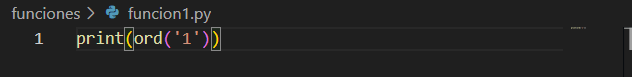 funciones > funcion1.py
1 print(ord('1'))